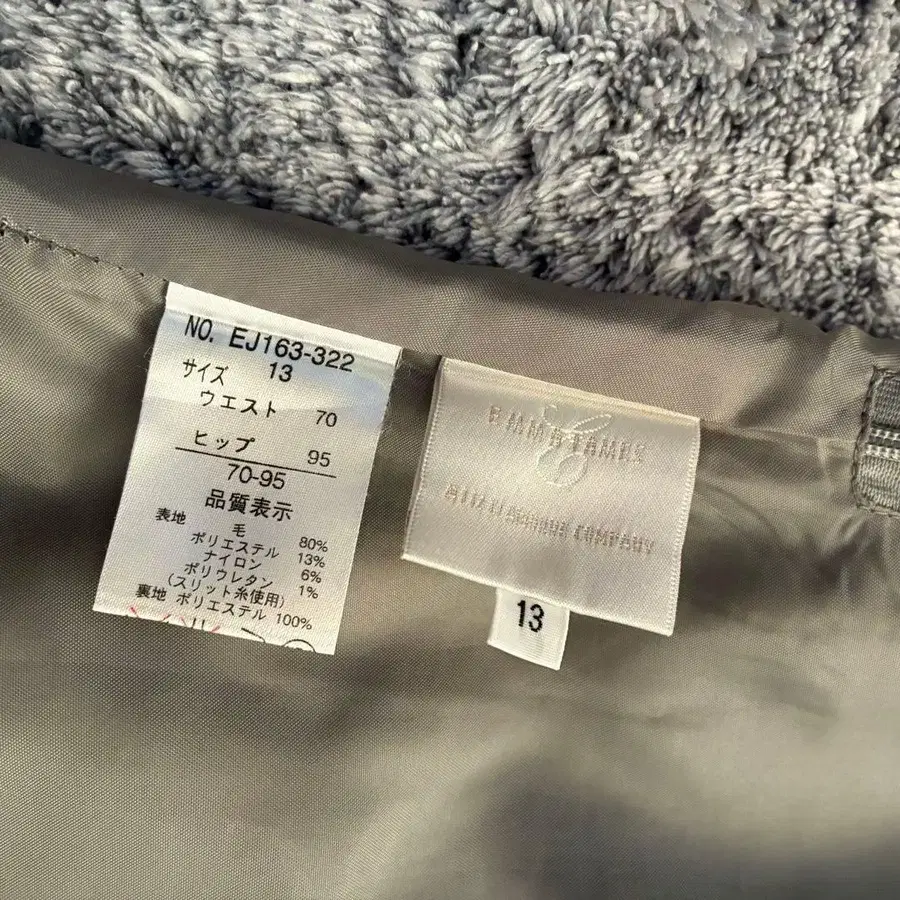 NO. EJ163-322
サイズ 13
ウエスト 70
ヒップ 95
70-95
品質表示
表地 毛 80%
ポリエステル 13%
ナイロン 6%
ポリウレタン 1%
(スリット糸使用)
裏地 ポリエステル 100%
EMMA JAMES
COMPANY
13